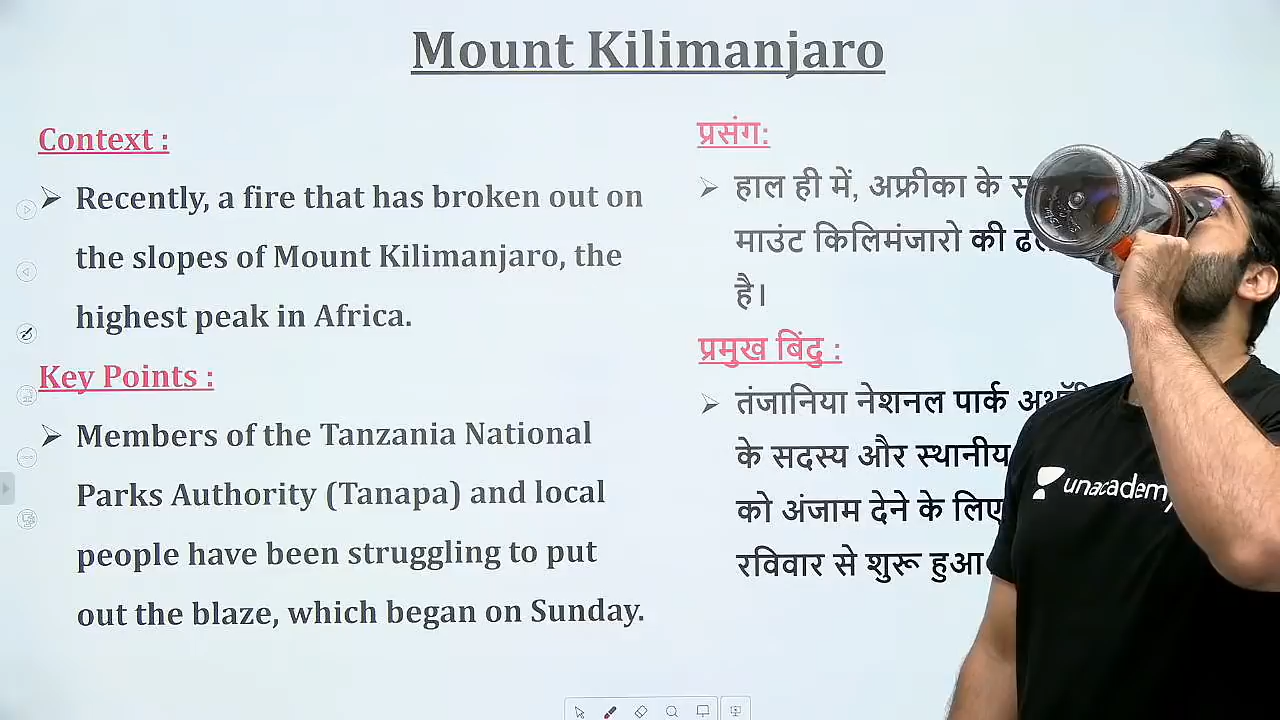 Mount Kilimanjaro
Context :
Recently, a fire that has broken out on
the slopes of Mount Kilimanjaro, the
highest peak in Africa.
Key Points :
Members of the Tanzania National
Parks Authority (Tanapa) and local
people have been struggling to put
out the blaze, which began on Sunday.
प्रसंग:
हाल ही में, अफ्रीका के
माउंट किलिमंजारो की
है।
प्रमुख बिंदु :
तंजानिया नेशनल पार्क
के सदस्य और स्थानीय
को अंजाम देने के लिए
रविवार से शुरू हुआ
unacademy